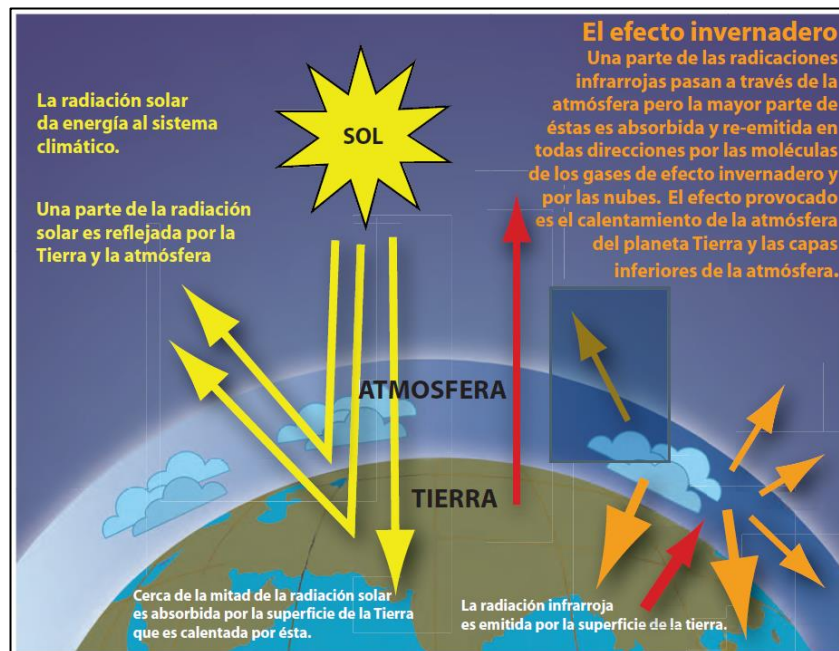 El efecto invernadero
Una parte de las radicaciones
infrarrojas pasan a través de la
atmósfera pero la mayor parte de
éstas es absorbida y re-emitida en
todas direcciones por las moléculas
de los gases de efecto invernadero y
por las nubes. El efecto provocado
es el calentamiento de la atmósfera
del planeta Tierra y las capas
inferiores de la atmósfera.
La radiación solar
da energía al sistema
climático.
SOL
Una parte de la radiación
solar es reflejada por la
Tierra y la atmósfera
ATMOSFERA
TIERRA
Cerca de la mitad de la radiación solar
es absorbida por la superficie de la Tierra
que es calentada por ésta.
La radiación infrarroja
es emitida por la superficie de la tierra.